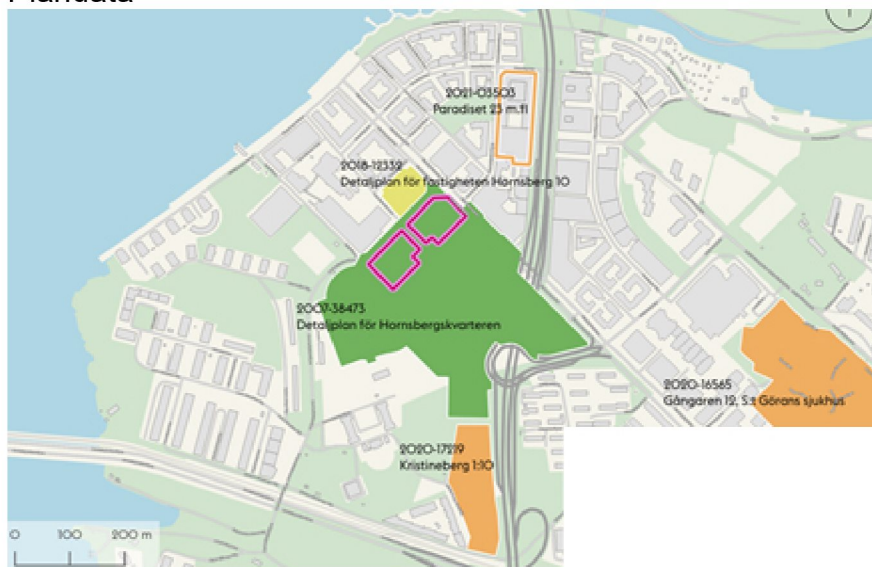 2021-03503
Paradiset 23 m.fl
2018-12332
Detaljplan för fastigheten Hornsberg 10
2007-38473
Detaljplan för Hornsbergskvarteren
2020-16565
Gångaren 12, S:t Görans sjukhus
2020-17219
Kristineberg 1:10
0 100 200 m